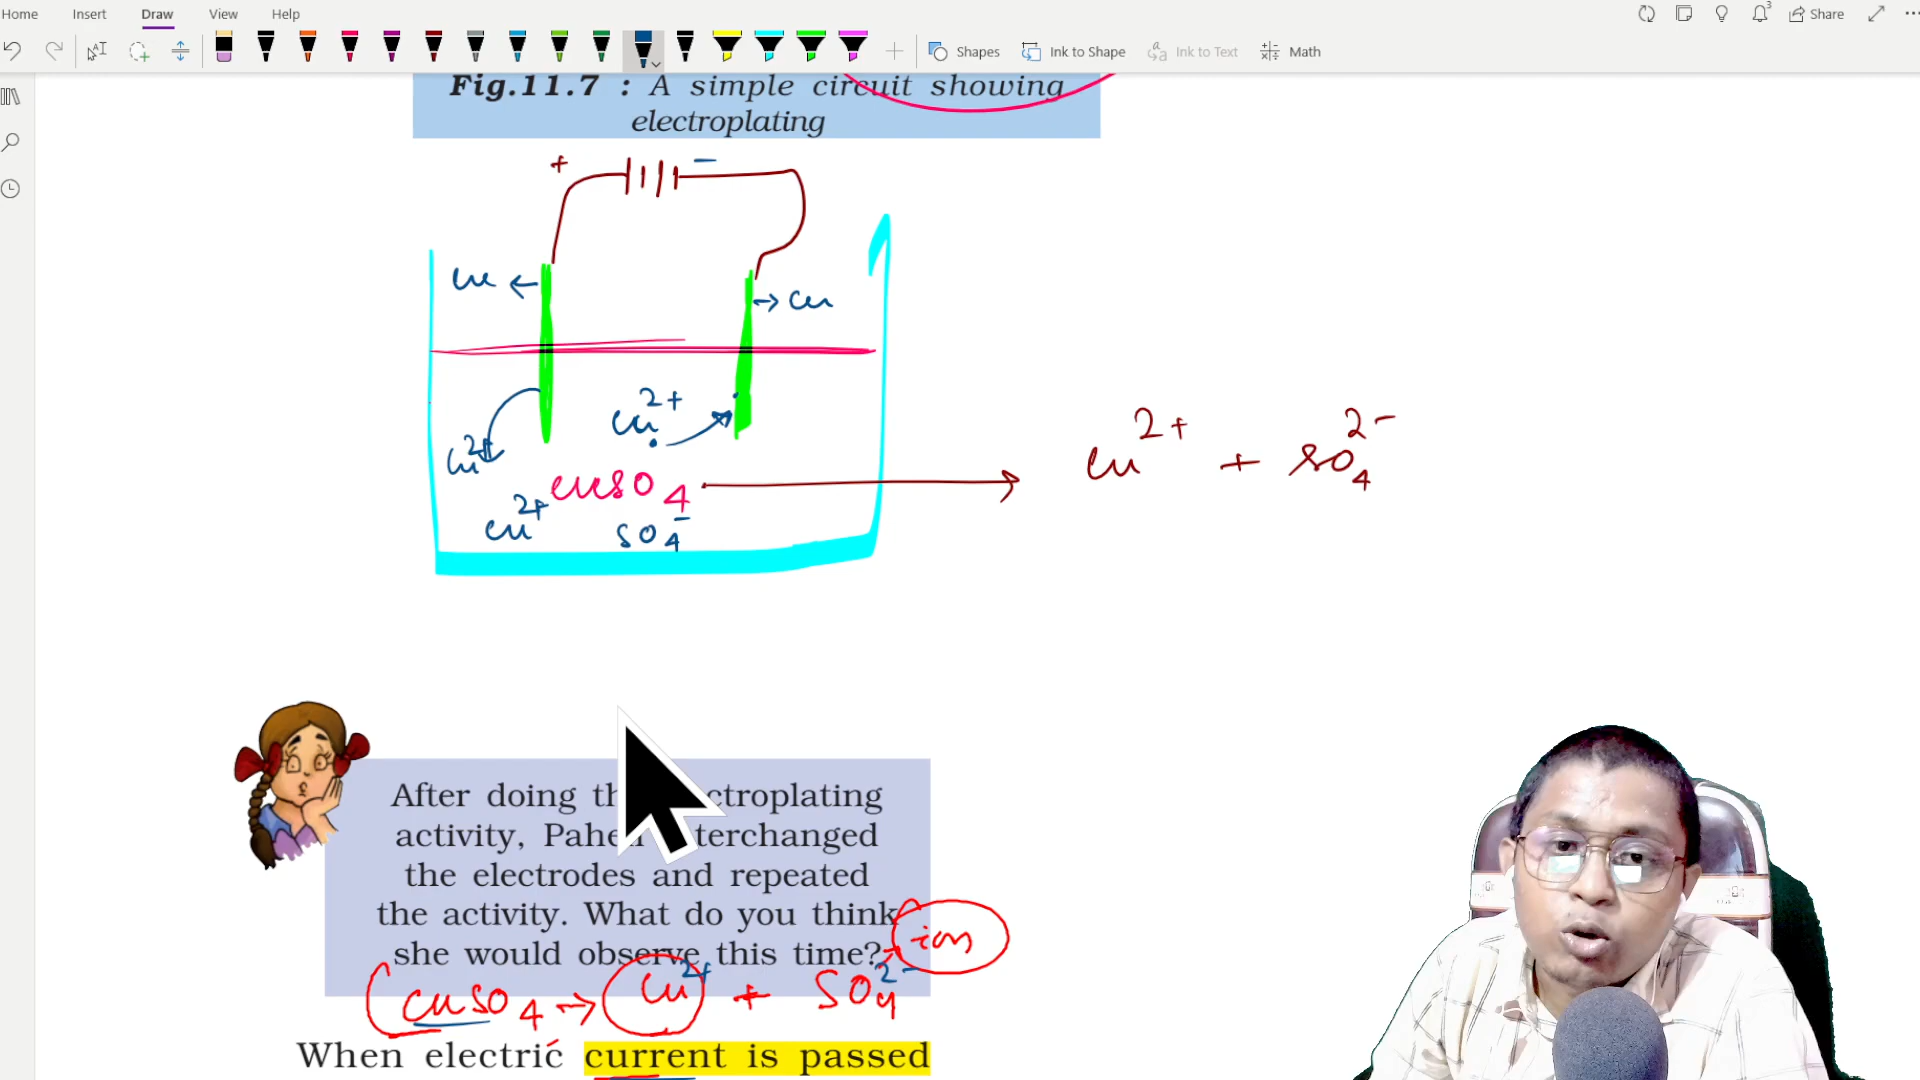 Home Insert Draw View Help
3 Share
Shapes Ink to Shape Ink to Text Math
Fig.11.7 : A simple circuit showing
electroplating
+ −
Cu ← → Cu
Cu 2+
Cu 2+
CuSO4 → Cu 2+ + SO4 2−
Cu 2+ SO4 −
After doing th ctroplating
activity, Pahel terchanged
the electrodes and repeated
the activity. What do you think
she would observe this time?
ion
CuSO4 → Cu 2+ + SO4 2−
When electric current is passed